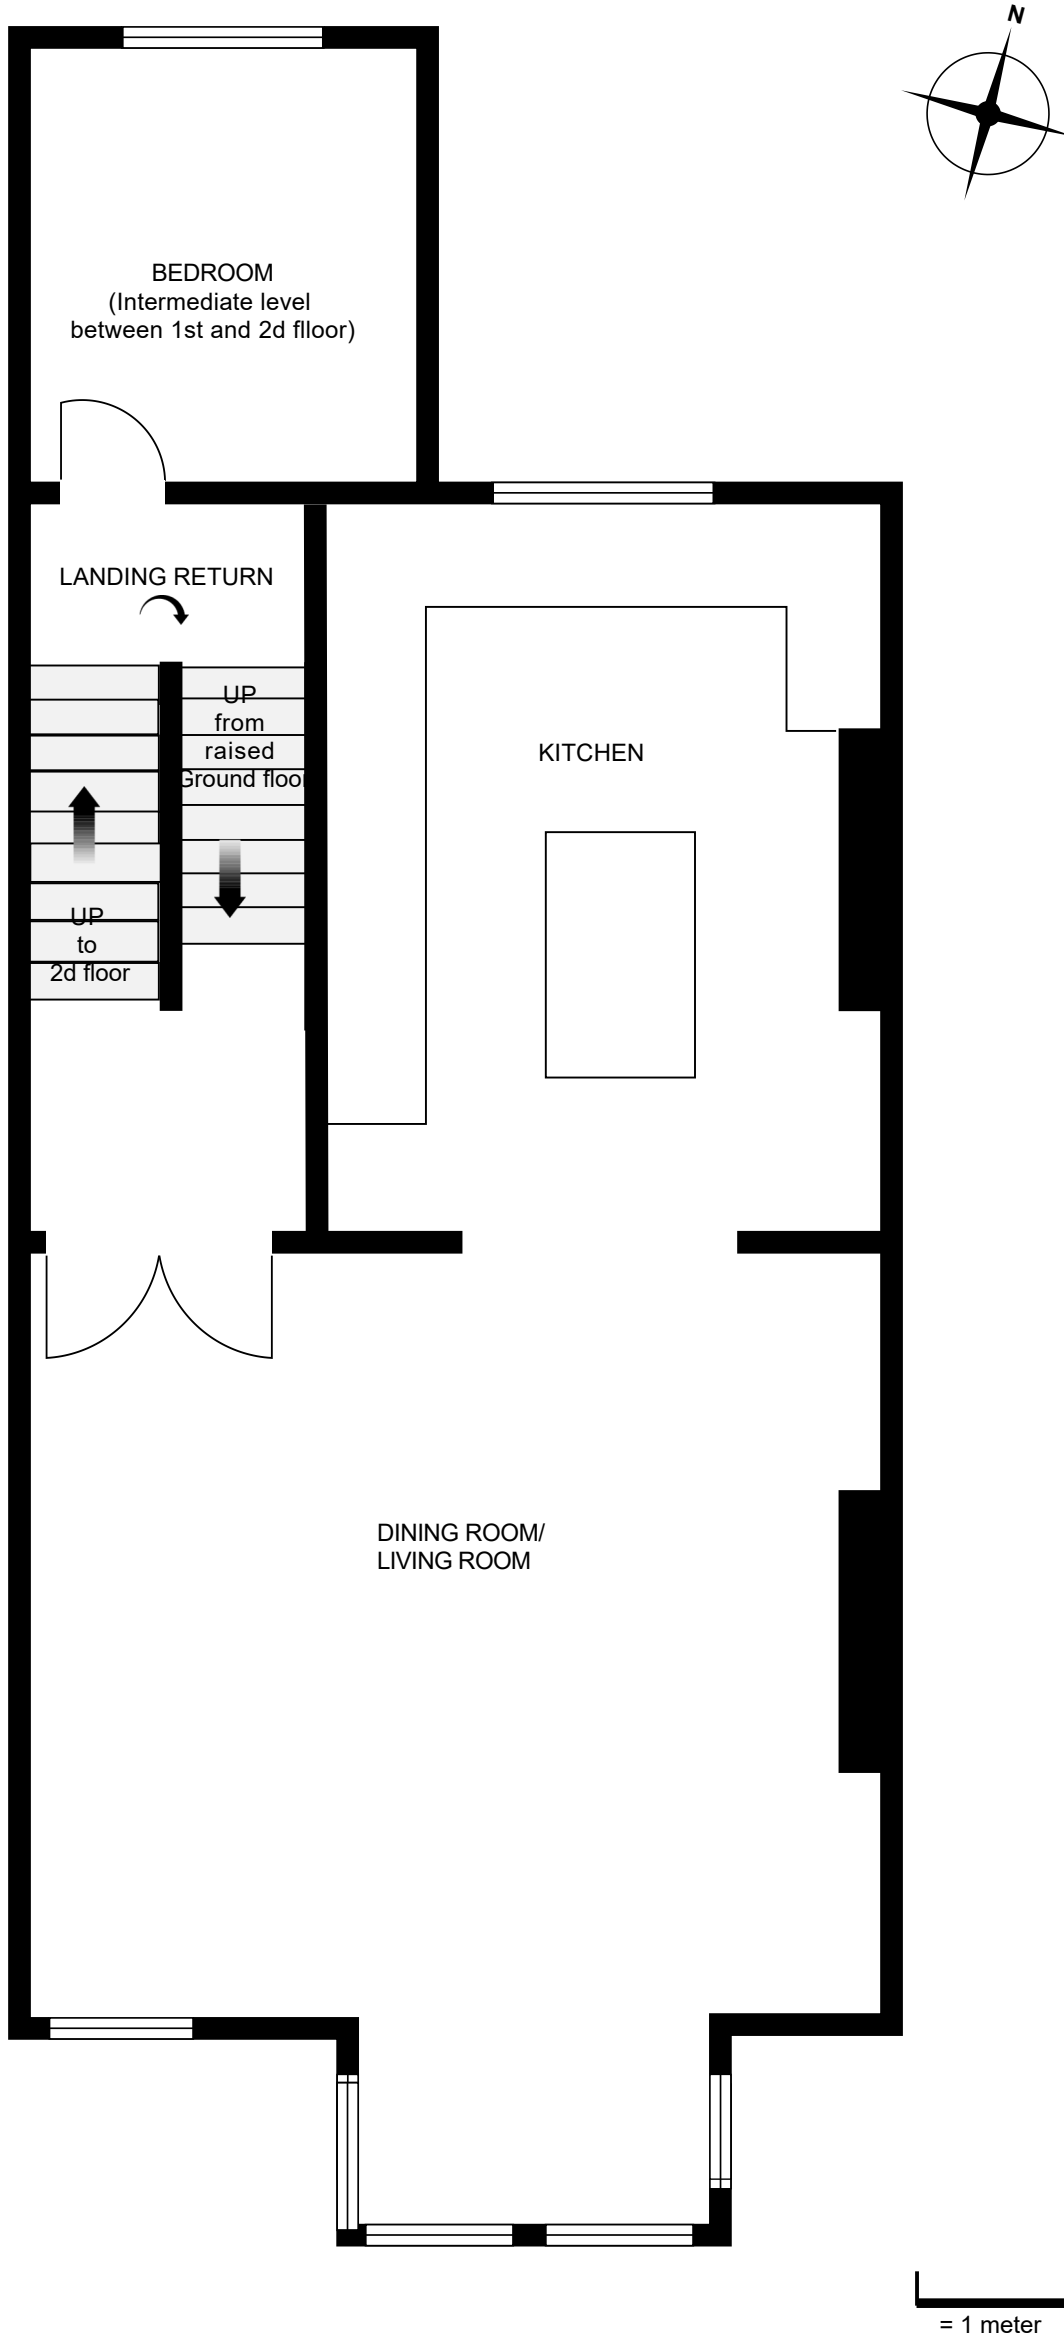 N
BEDROOM
(Intermediate level
between 1st and 2d flloor)
LANDING RETURN
UP
from
raised
Ground floor
KITCHEN
UP
to
2d floor
DINING ROOM/
LIVING ROOM
= 1 meter